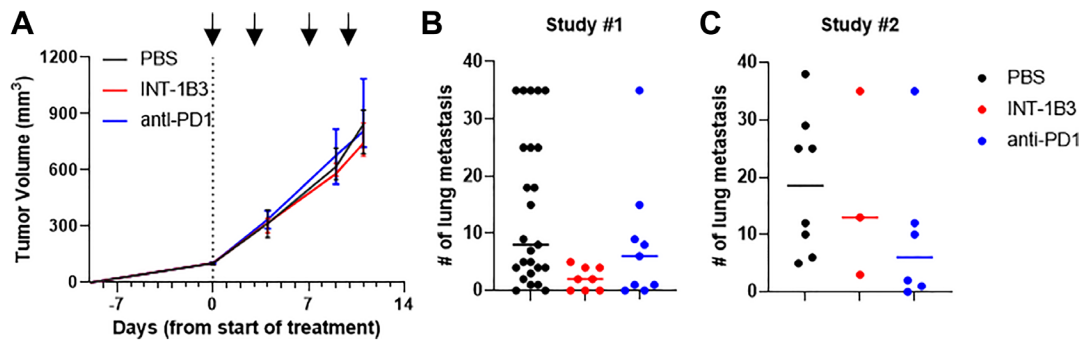 A
Tumor Volume (mm³)
1200
900
600
300
0
PBS
INT-1B3
anti-PD1
-7
0
7
14
Days (from start of treatment)
B
Study #1
# of lung metastasis
40
30
20
10
0
C
Study #2
# of lung metastasis
40
30
20
10
0
PBS
INT-1B3
anti-PD1